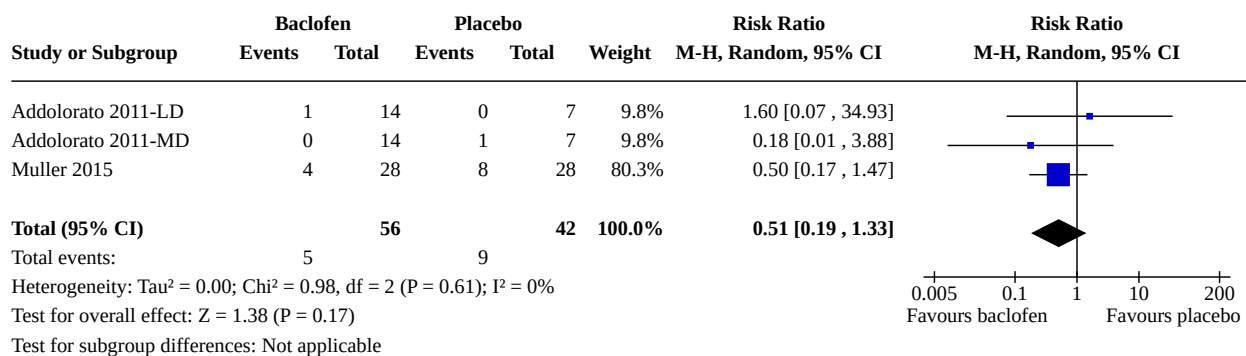 Baclofen Placebo Risk Ratio Risk Ratio
Study or Subgroup Events Total Events Total Weight M-H, Random, 95% CI M-H, Random, 95% CI
Addolorato 2011-LD 1 14 0 7 9.8% 1.60 [0.07 , 34.93]
Addolorato 2011-MD 0 14 1 7 9.8% 0.18 [0.01 , 3.88]
Muller 2015 4 28 8 28 80.3% 0.50 [0.17 , 1.47]
Total (95% CI) 56 42 100.0% 0.51 [0.19 , 1.33]
Total events: 5 9
Heterogeneity: Tau² = 0.00; Chi² = 0.98, df = 2 (P = 0.61); I² = 0%
0.005 0.1 1 10 200
Test for overall effect: Z = 1.38 (P = 0.17) Favours baclofen Favours placebo
Test for subgroup differences: Not applicable